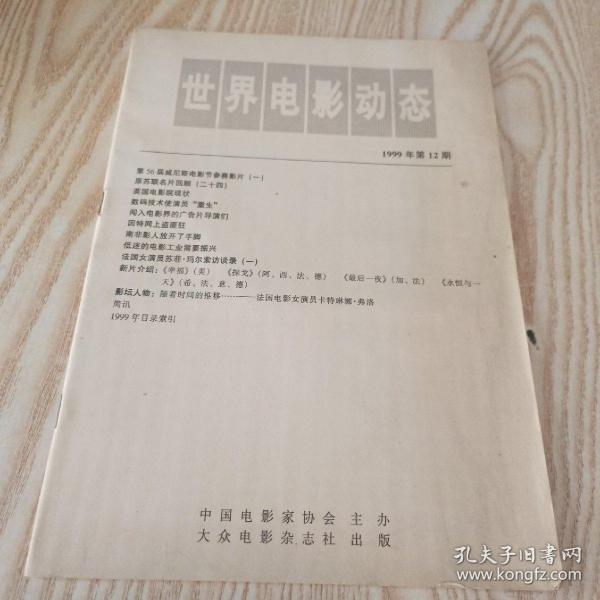 世界电影动态
1999年第12期
第56届威尼斯电影节参赛影片(一)
原苏联名片回顾(二十四)
美国电影院现状
数码技术使演员“重生”
闯入电影界的广告片导演们
因特网上盗匪狂
南非影人放开了手脚
低迷的电影工业需要振兴
法国女演员苏菲·玛尔索访谈录(一)
新片介绍:《幸福》(美) 《探戈》(阿、西、法、德) 《最后一夜》(加、法) 《永恒与一
天》(希、法、意、德)
影坛人物:随着时间的推移………——法国电影女演员卡特琳娜·弗洛
简讯
1999年目录索引
中国电影家协会 主办
大众电影杂志社 出版
孔夫子旧书网
www.kongfz.com